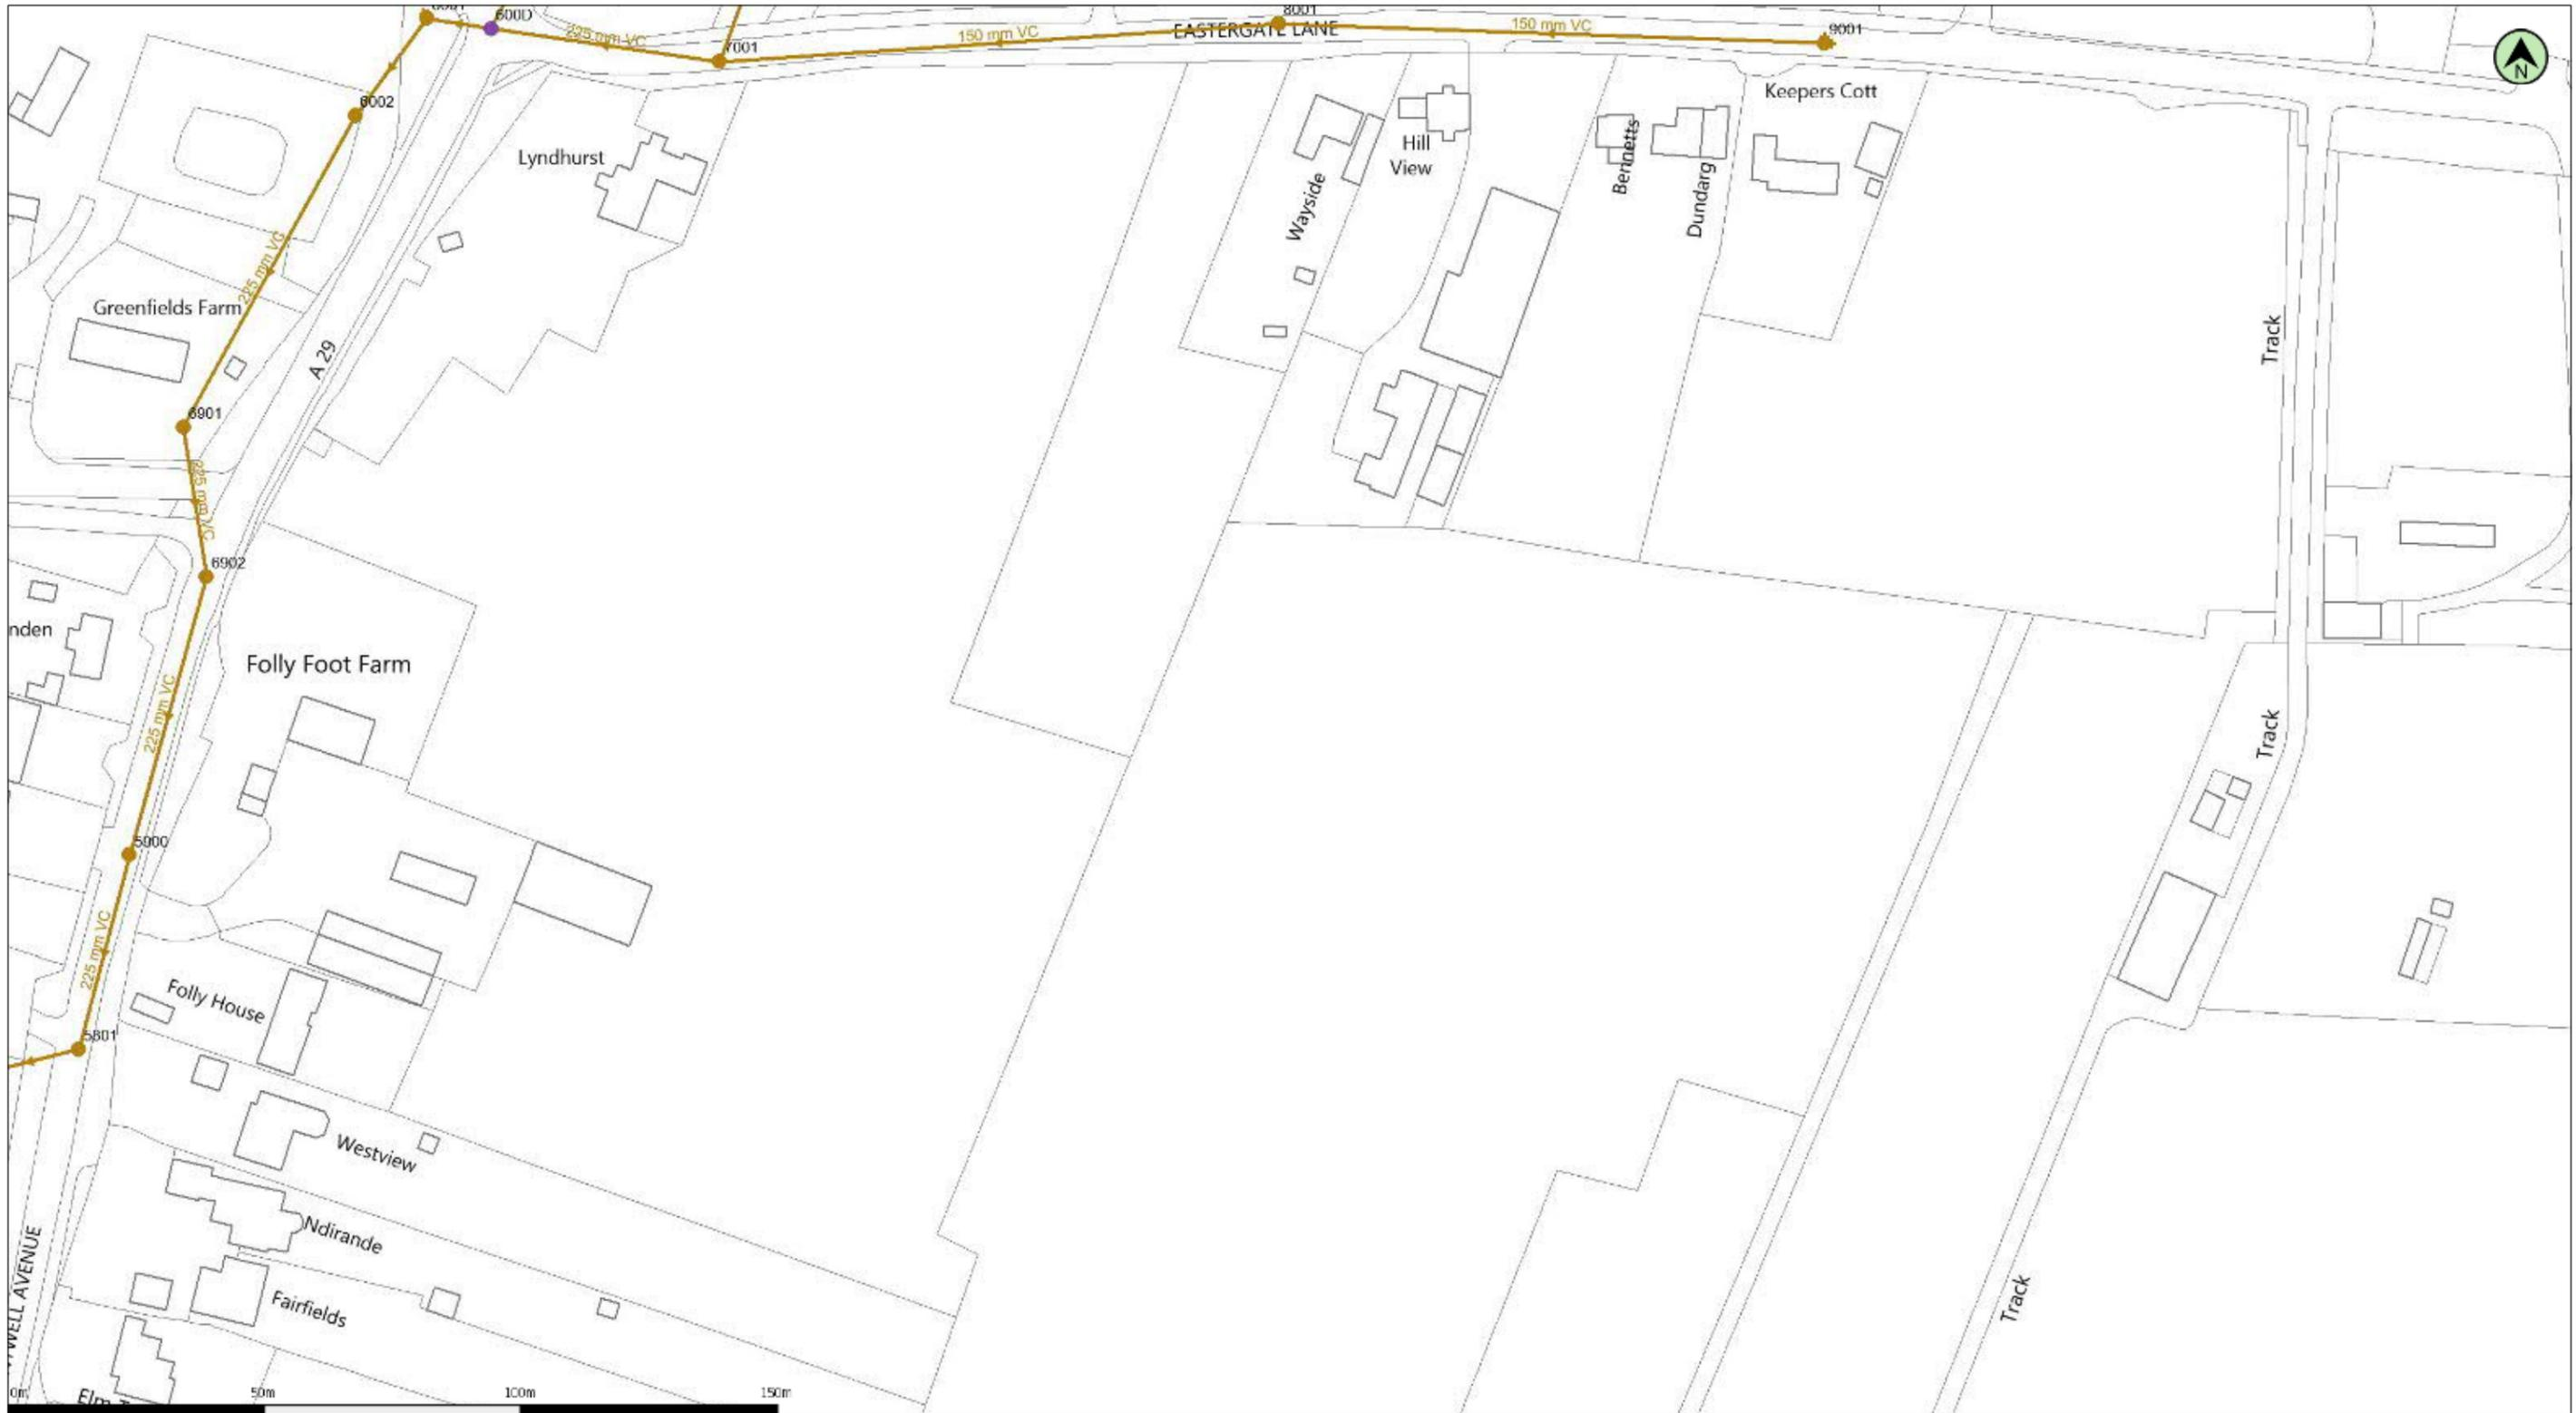 600D
8001
EASTERGATE LANE
225 mm VC
150 mm VC
150 mm VC
9001
7001
N
Keepers Cott
6002
Lyndhurst
Hill
View
Bennetts
Dundarg
Wayside
225 mm VC
Greenfields Farm
A 29
Track
6901
225 mm VC
6902
nden
Folly Foot Farm
225 mm VC
Track
5900
225 mm VC
Folly House
5801
Westview
Ndirande
Fairfields
WELL AVENUE
Track
0m
50m
100m
150m